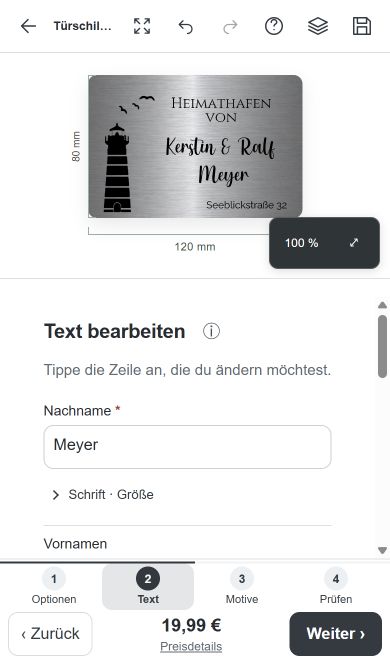 Türschil...
80 mm
HEIMATHAFEN
VON
Kerstin & Ralf
Meyer
Seeblickstraße 32
120 mm
100 %
Text bearbeiten
Tippe die Zeile an, die du ändern möchtest.
Nachname *
Meyer
Schrift · Größe
Vornamen
1
Optionen
2
Text
3
Motive
4
Prüfen
‹ Zurück
19,99 €
Preisdetails
Weiter ›